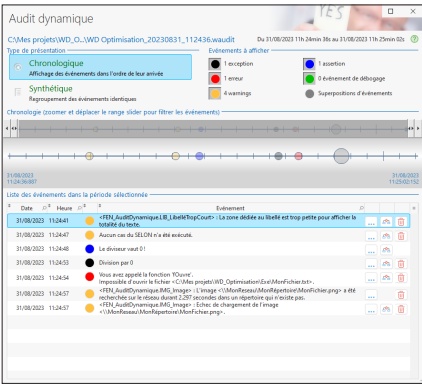 Audit dynamique
YES
C:\Mes projets\WD_O...\WD Optimisation_20230831_112436.waudit
Du 31/08/2023 11h 24min 36s au 31/08/2023 11h 25min 02s
Type de présentation
Evénements à afficher
Chronologique
Affichage des événements dans l'ordre de leur arrivée
Synthétique
Regroupement des événements identiques
1 exception
1 assertion
1 erreur
0 événement de débogage
4 warnings
Superpositions d'événements
Chronologie (zoomer et déplacer le range slider pour filtrer les événements)
31/08/2023
11:24:36:007
31/08/2023
11:25:02:152
Liste des événements dans la période sélectionnée
Date Heure Evénement
31/08/2023 11:24:41 <FEN_AuditDynamique.LIB_LibelléTropCourt> : La zone dédiée au libellé est trop petite pour afficher la
totalité du texte.
31/08/2023 11:24:47 Aucun cas du SELON n'a été exécuté.
31/08/2023 11:24:48 Le diviseur vaut 0 !
31/08/2023 11:24:53 Division par 0
31/08/2023 11:24:54 Vous avez appelé la fonction fOuvre.
Impossible d'ouvrir le fichier <C:\Mes projets\WD_Optimisation\Exe\MonFichier.txt>.
31/08/2023 11:24:57 <FEN_AuditDynamique.IMG_Image> : L'image <\\MonReseau\MonRépertoire\MonFichier.png> a été
recherchée sur le réseau durant 2.297 secondes dans un répertoire qui n'existe pas.
31/08/2023 11:24:57 <FEN_AuditDynamique.IMG_Image> : Echec de chargement de l'image
<\\MonReseau\MonRépertoire\MonFichier.png>.